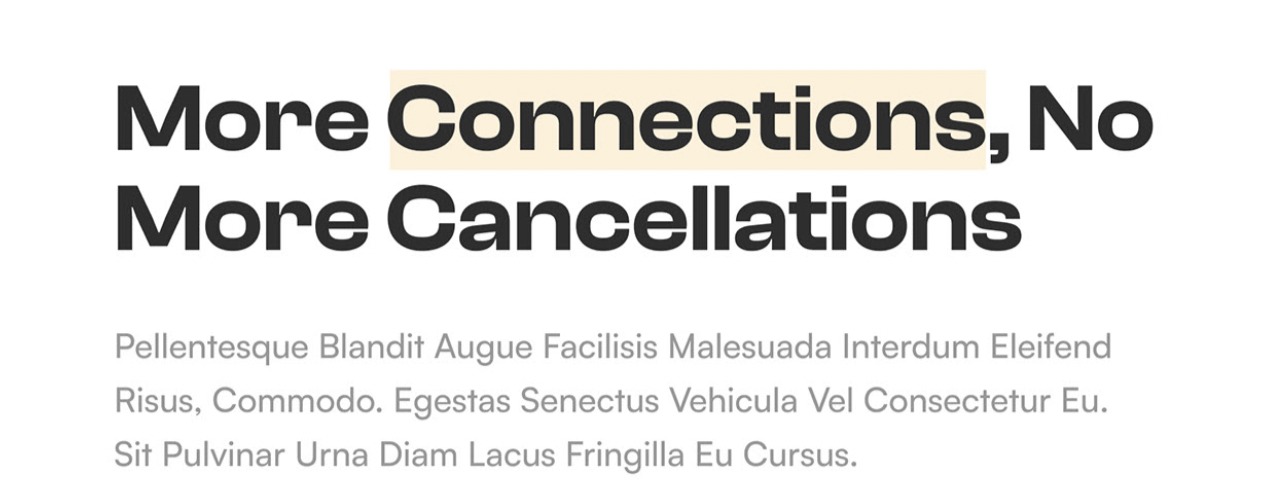 More Connections, No
More Cancellations
Pellentesque Blandit Augue Facilisis Malesuada Interdum Eleifend
Risus, Commodo. Egestas Senectus Vehicula Vel Consectetur Eu.
Sit Pulvinar Urna Diam Lacus Fringilla Eu Cursus.